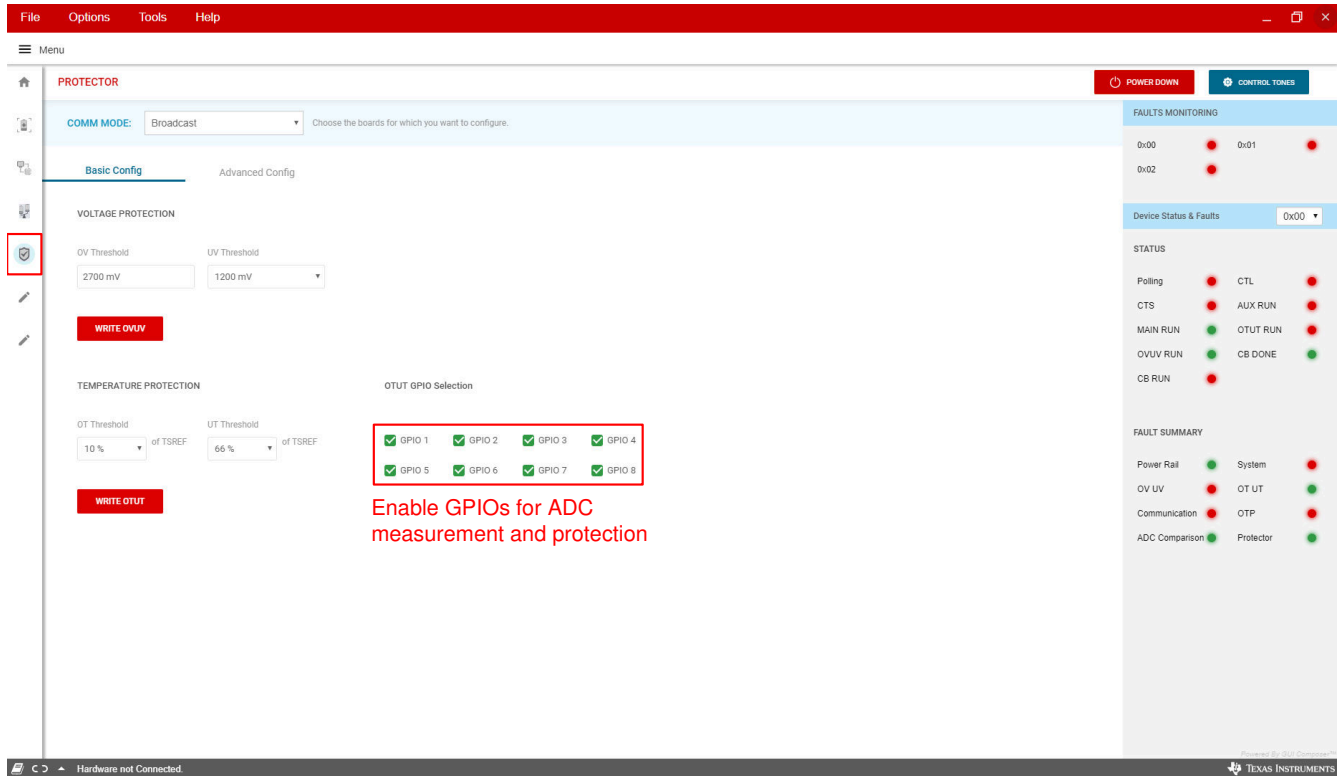 File Options Tools Help
Menu
PROTECTOR
POWER DOWN
CONTROL TONES
COMM MODE: Broadcast Choose the boards for which you want to configure.
Basic Config Advanced Config
VOLTAGE PROTECTION
OV Threshold UV Threshold
2700 mV 1200 mV
WRITE OVUV
TEMPERATURE PROTECTION OTUT GPIO Selection
OT Threshold UT Threshold
10 % of TSREF 66 % of TSREF
GPIO 1 GPIO 2 GPIO 3 GPIO 4
GPIO 5 GPIO 6 GPIO 7 GPIO 8
WRITE OTUT
Enable GPIOs for ADC
measurement and protection
FAULTS MONITORING
0x00 0x01
0x02
Device Status & Faults 0x00
STATUS
Polling CTL
CTS AUX RUN
MAIN RUN OTUT RUN
OVUV RUN CB DONE
CB RUN
FAULT SUMMARY
Power Rail System
OV UV OT UT
Communication OTP
ADC Comparison Protector
Powered By GUI Composer™
Hardware not Connected.
TEXAS INSTRUMENTS